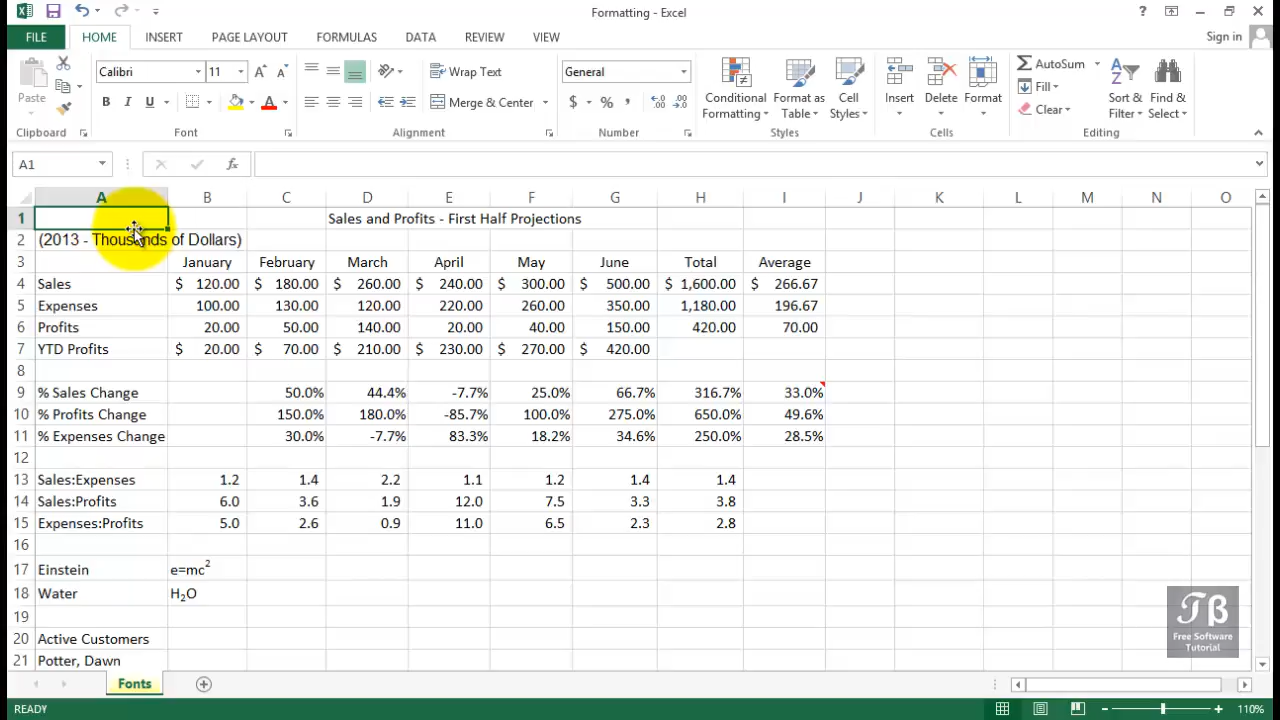 Formatting - Excel
? Sign in
FILE HOME INSERT PAGE LAYOUT FORMULAS DATA REVIEW VIEW
Paste Calibri 11 A A Wrap Text General AutoSum
B I U A Merge & Center $ % , Conditional Formatting Format as Table Cell Styles Insert Delete Format Fill Clear Sort & Filter Find & Select
Clipboard Font Alignment Number Styles Cells Editing
A1 fx
A B C D E F G H I J K L M N O
1 Sales and Profits - First Half Projections
2 (2013 - Thousands of Dollars)
3 January February March April May June Total Average
4 Sales $ 120.00 $ 180.00 $ 260.00 $ 240.00 $ 300.00 $ 500.00 $ 1,600.00 $ 266.67
5 Expenses 100.00 130.00 120.00 220.00 260.00 350.00 1,180.00 196.67
6 Profits 20.00 50.00 140.00 20.00 40.00 150.00 420.00 70.00
7 YTD Profits $ 20.00 $ 70.00 $ 210.00 $ 230.00 $ 270.00 $ 420.00
8
9 % Sales Change 50.0% 44.4% -7.7% 25.0% 66.7% 316.7% 33.0%
10 % Profits Change 150.0% 180.0% -85.7% 100.0% 275.0% 650.0% 49.6%
11 % Expenses Change 30.0% -7.7% 83.3% 18.2% 34.6% 250.0% 28.5%
12
13 Sales:Expenses 1.2 1.4 2.2 1.1 1.2 1.4 1.4
14 Sales:Profits 6.0 3.6 1.9 12.0 7.5 3.3 3.8
15 Expenses:Profits 5.0 2.6 0.9 11.0 6.5 2.3 2.8
16
17 Einstein e=mc²
18 Water H₂O
19
20 Active Customers
21 Potter, Dawn
TB
Free Software
Tutorial
Fonts
READY 110%